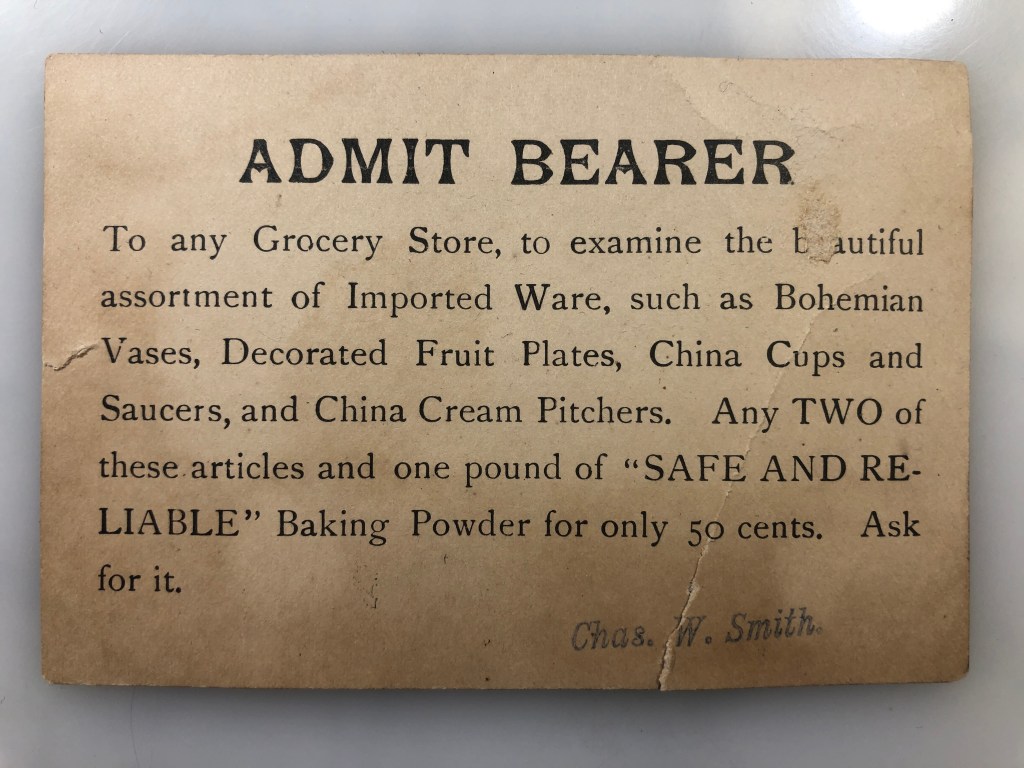 ADMIT BEARER
To any Grocery Store, to examine the beautiful
assortment of Imported Ware, such as Bohemian
Vases, Decorated Fruit Plates, China Cups and
Saucers, and China Cream Pitchers. Any TWO of
these articles and one pound of “SAFE AND RE-
LIABLE” Baking Powder for only 50 cents. Ask
for it.
Chas. W. Smith.